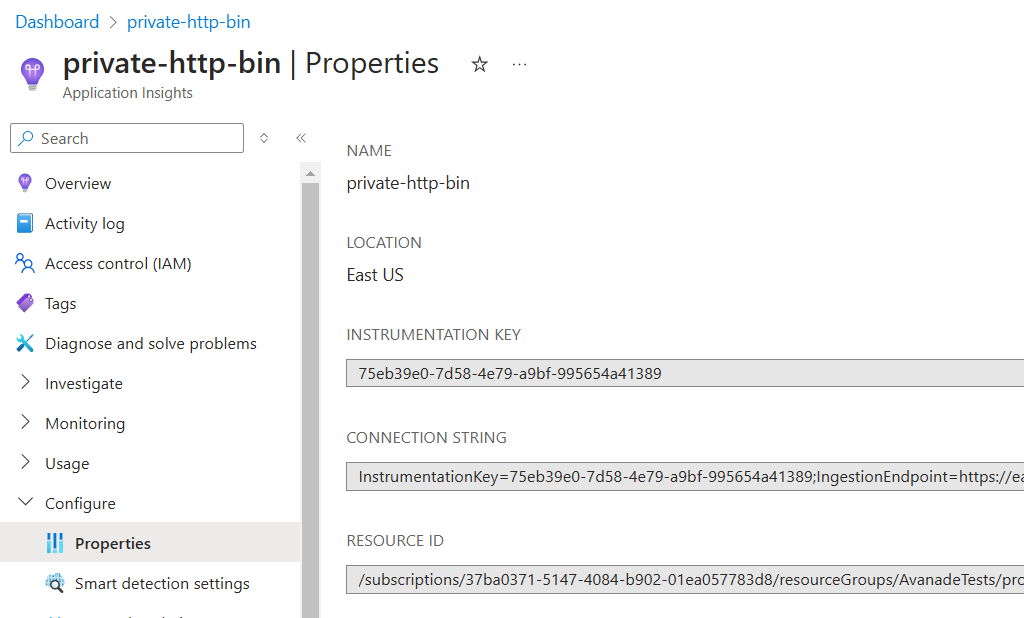 Dashboard > private-http-bin
private-http-bin | Properties
Application Insights
Search
Overview
Activity log
Access control (IAM)
Tags
Diagnose and solve problems
Investigate
Monitoring
Usage
Configure
Properties
Smart detection settings
NAME
private-http-bin
LOCATION
East US
INSTRUMENTATION KEY
75eb39e0-7d58-4e79-a9bf-995654a41389
CONNECTION STRING
InstrumentationKey=75eb39e0-7d58-4e79-a9bf-995654a41389;IngestionEndpoint=https://ea
RESOURCE ID
/subscriptions/37ba0371-5147-4084-b902-01ea057783d8/resourceGroups/AvanadeTests/pro